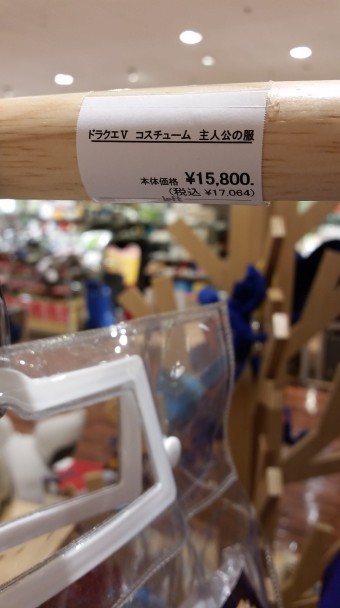 ドラクエⅤ コスチューム 主人公の服
本体価格 ¥15,800.
(税込 ¥17,064)
loft